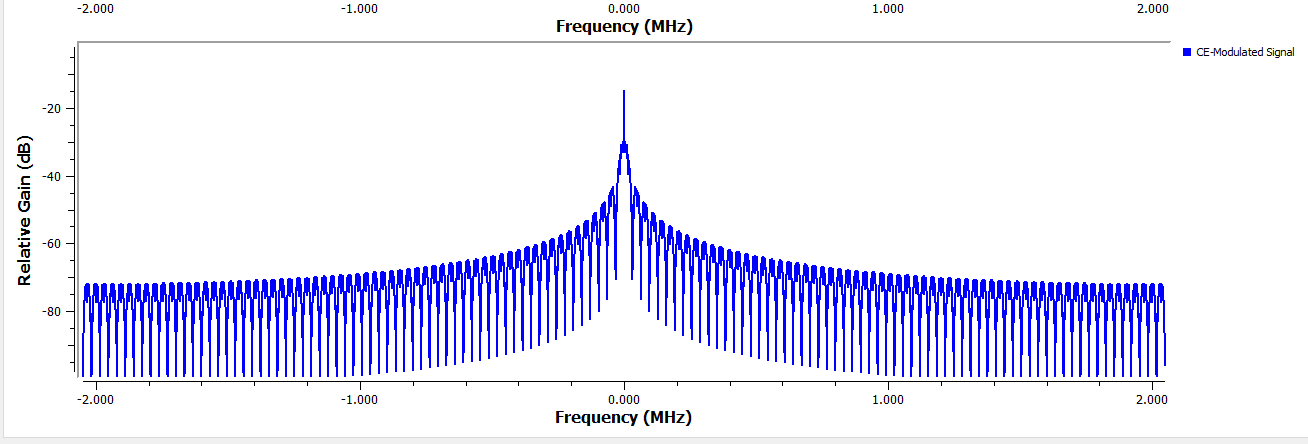 -2.000 -1.000 0.000 1.000 2.000
Frequency (MHz)
CE-Modulated Signal
Relative Gain (dB)
-20
-40
-60
-80
-2.000 -1.000 0.000 1.000 2.000
Frequency (MHz)